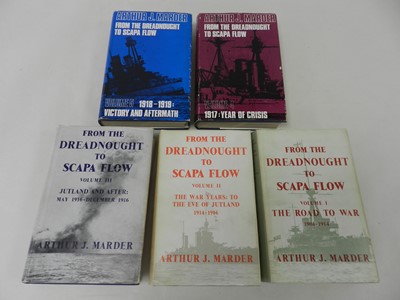 ARTHUR J. MARDER
FROM THE DREADNOUGHT
TO SCAPA FLOW
VOLUME V 1918-1919:
VICTORY AND AFTERMATH
ARTHUR J. MARDER
FROM THE DREADNOUGHT
TO SCAPA FLOW
1917: YEAR OF CRISIS
FROM THE
DREADNOUGHT
TO
SCAPA FLOW
VOLUME III
JUTLAND AND AFTER:
MAY 1916-DECEMBER 1916
ARTHUR J. MARDER
FROM THE
DREADNOUGHT
TO
SCAPA FLOW
VOLUME II
THE WAR YEARS: TO
THE EVE OF JUTLAND
1914-1916
ARTHUR J. MARDER
FROM THE
DREADNOUGHT
TO
SCAPA FLOW
VOLUME I
THE ROAD TO WAR
1904-1914
ARTHUR J. MARDER